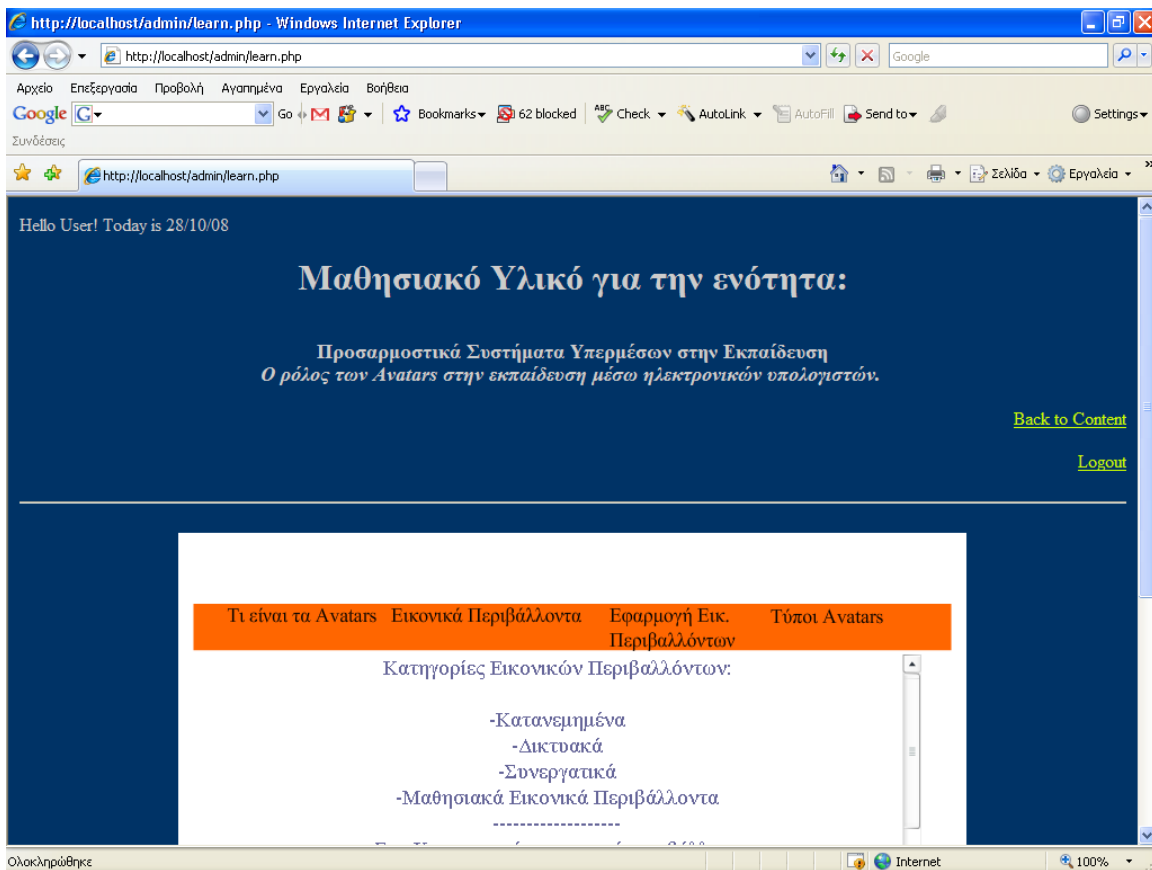 http://localhost/admin/learn.php - Windows Internet Explorer
http://localhost/admin/learn.php Google
Αρχείο Επεξεργασία Προβολή Αγαπημένα Εργαλεία Βοήθεια
Google G Go Bookmarks 62 blocked ABC Check AutoLink AutoFill Send to Settings
Συνδέσεις
http://localhost/admin/learn.php Σελίδα Εργαλεία »
Hello User! Today is 28/10/08
Μαθησιακό Υλικό για την ενότητα:
Προσαρμοστικά Συστήματα Υπερμέσων στην Εκπαίδευση
Ο ρόλος των Avatars στην εκπαίδευση μέσω ηλεκτρονικών υπολογιστών.
Back to Content
Logout
Τι είναι τα Avatars Εικονικά Περιβάλλοντα Εφαρμογή Εικ. Τύποι Avatars
Περιβαλλόντων
Κατηγορίες Εικονικών Περιβαλλόντων:
-Κατανεμημένα
-Δικτυακά
-Συνεργατικά
-Μαθησιακά Εικονικά Περιβάλλοντα
-------------------
Ολοκληρώθηκε Internet 100%